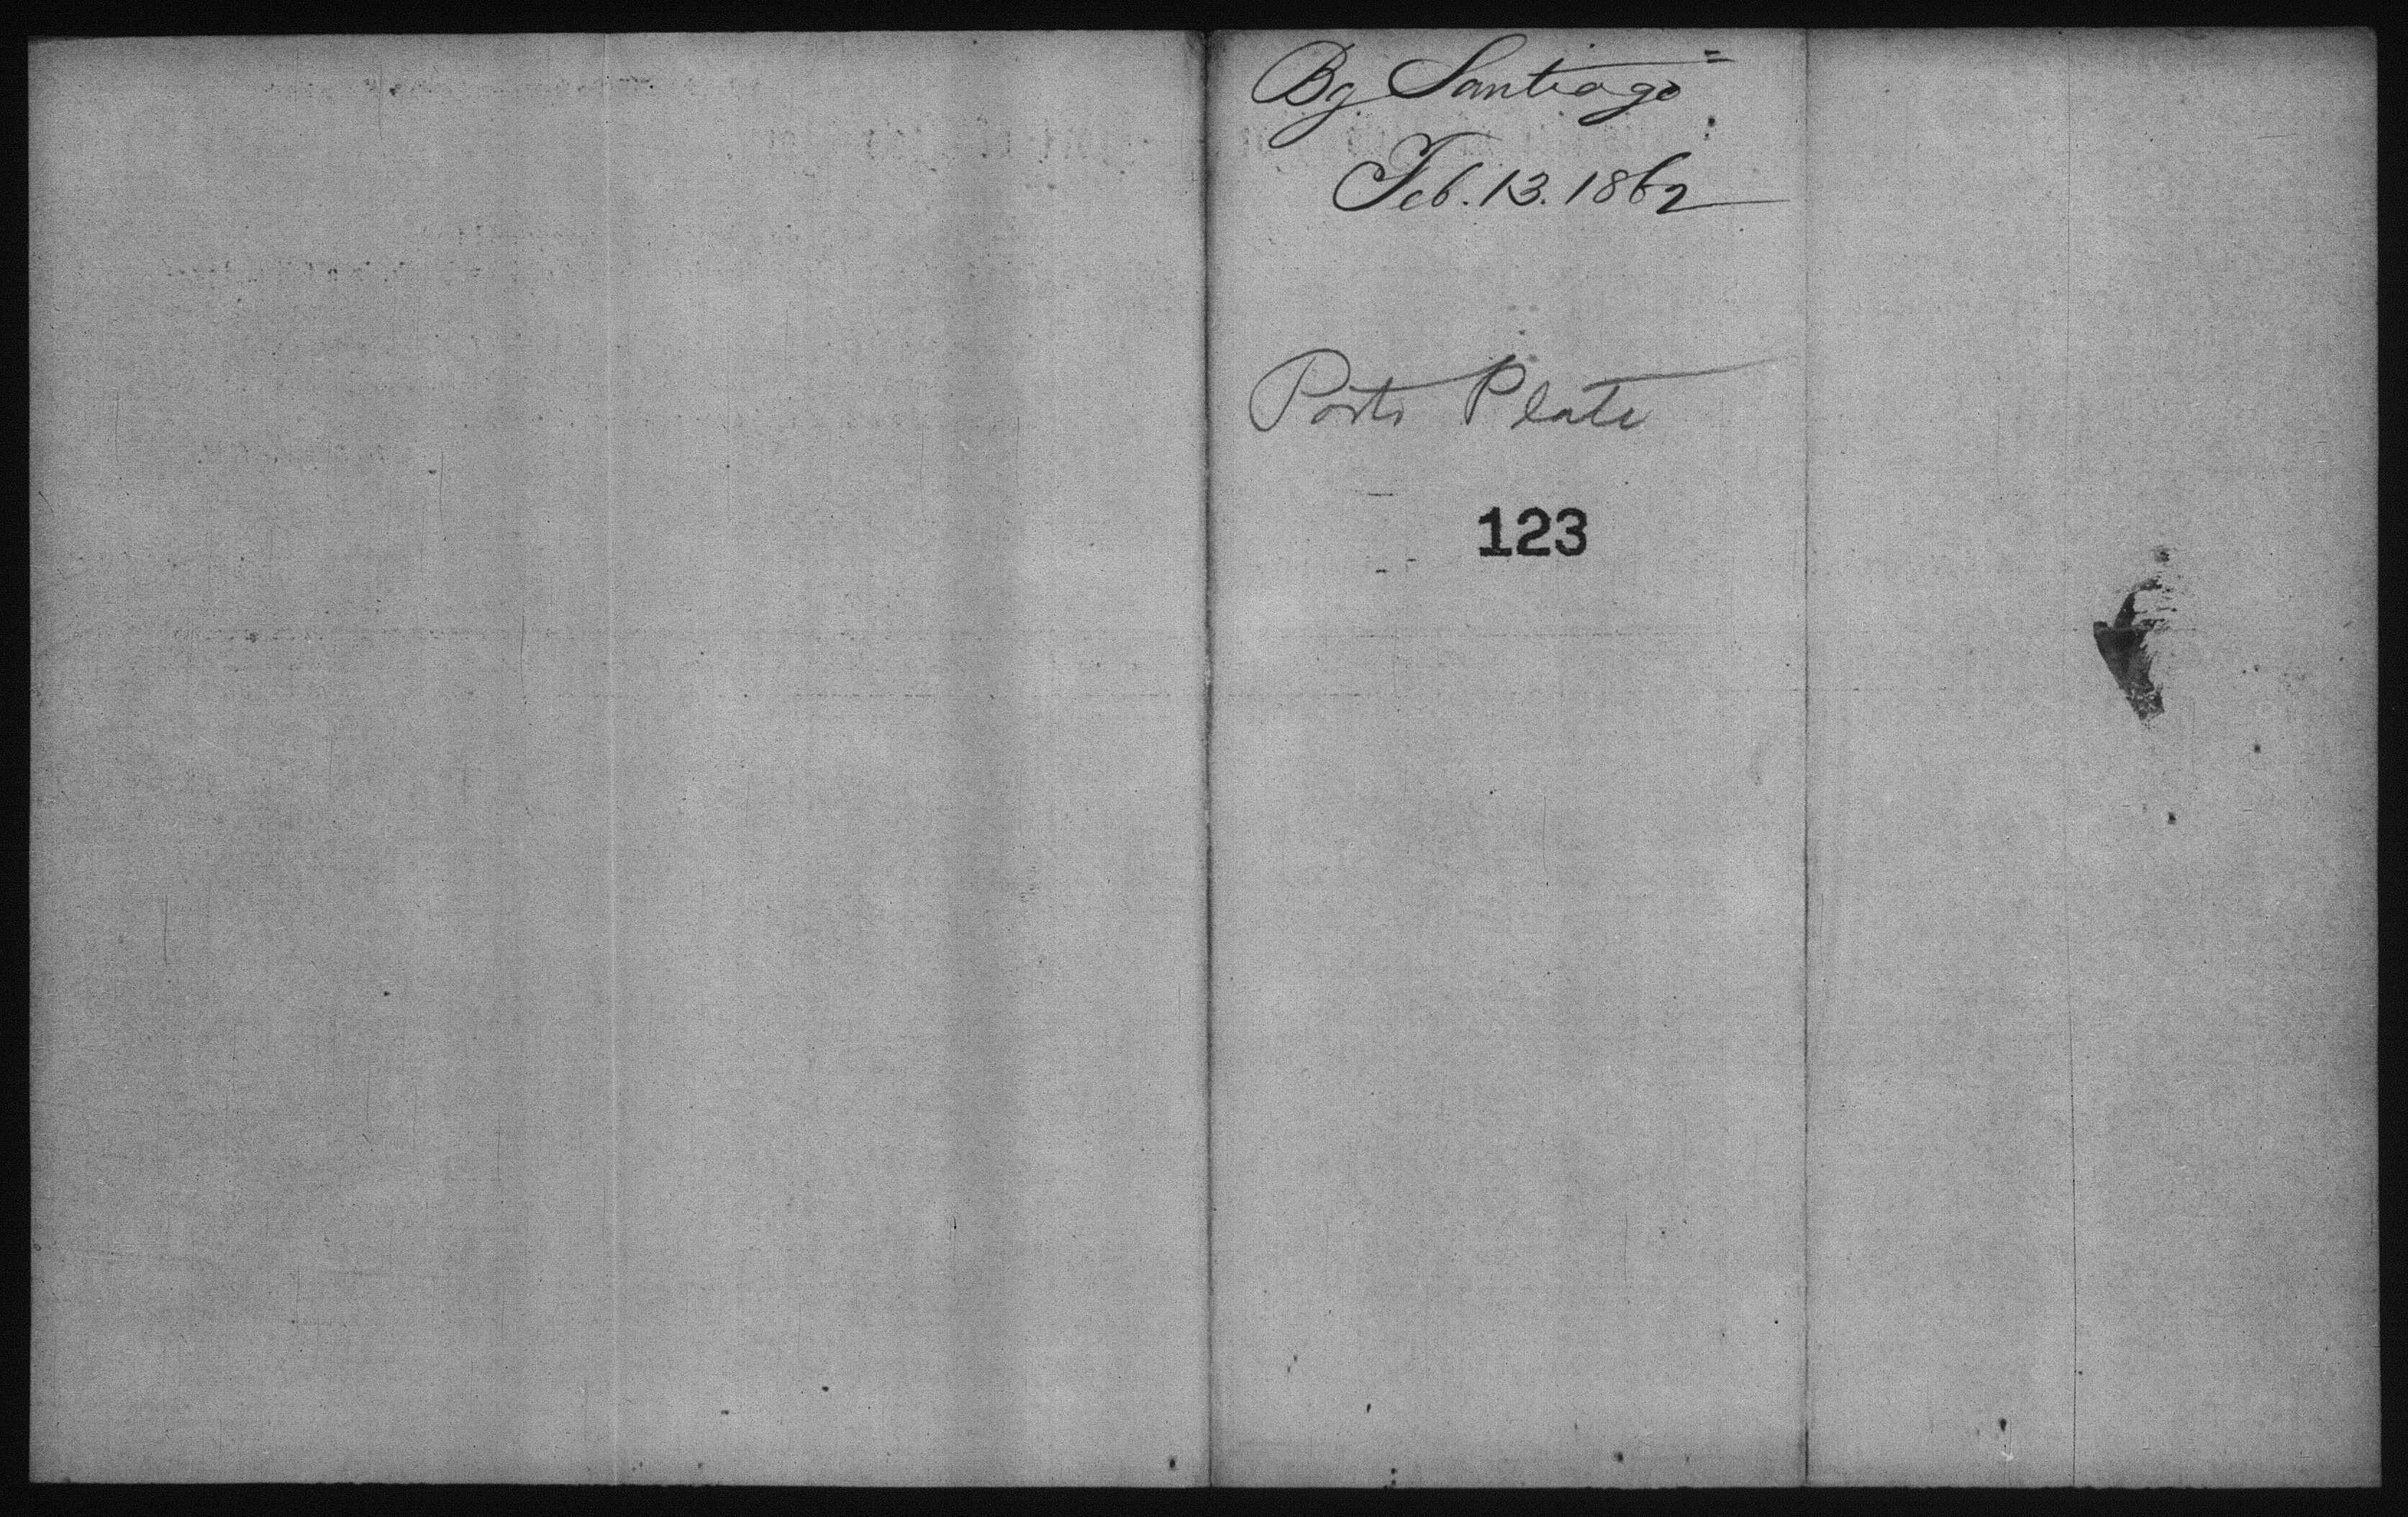 Bg Santiago
Feb. 13. 1862
Porto Plate
123